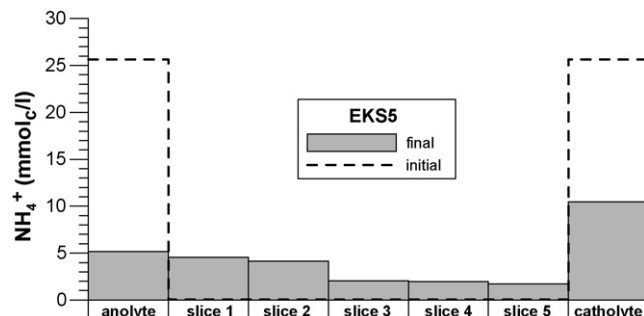 30
25
20
15
10
5
0
NH₄⁺ (mmol_c/l)
EKS5
final
initial
anolyte slice 1 slice 2 slice 3 slice 4 slice 5 catholyte